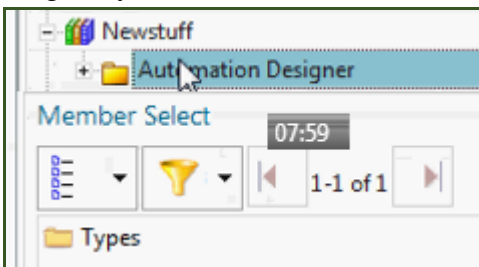 Newstuff
Automation Designer
Member Select
07:59
1-1 of 1
Types